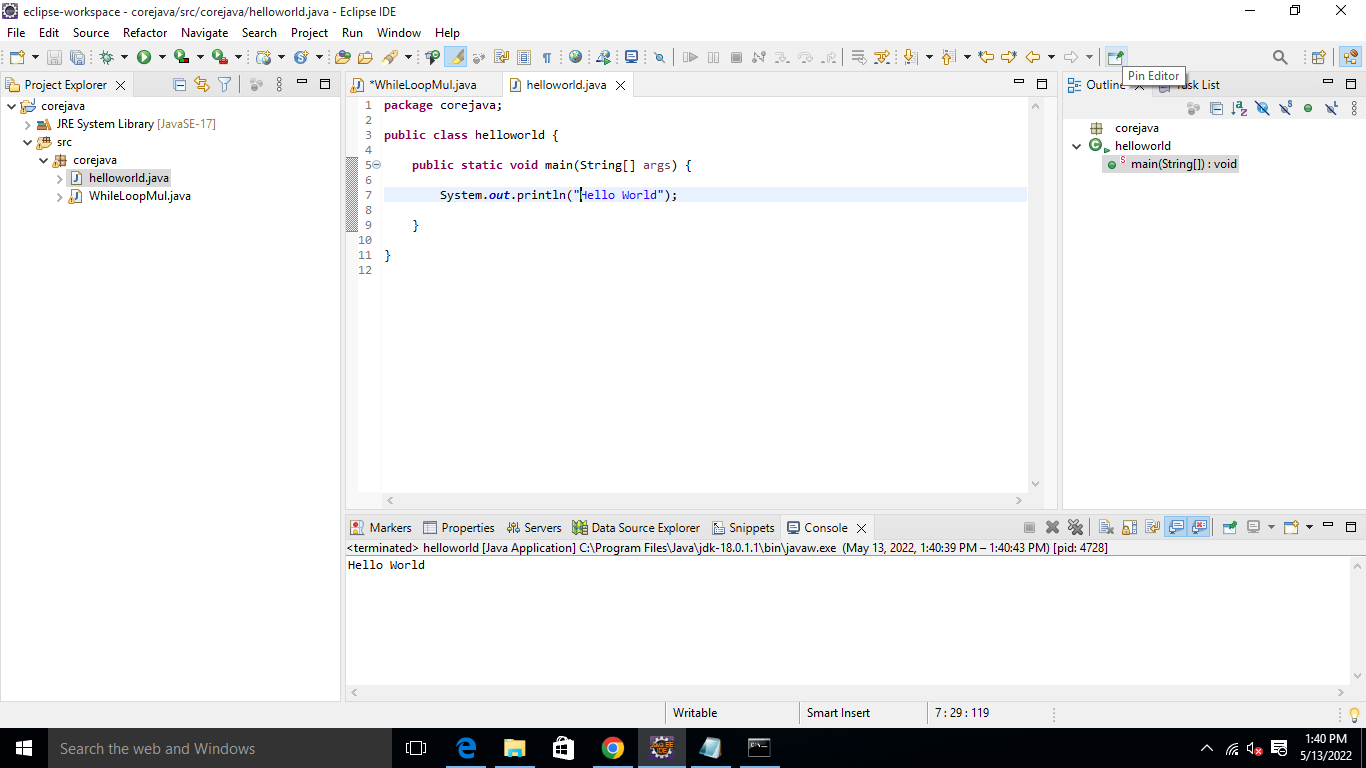 eclipse-workspace - corejava/src/corejava/helloworld.java - Eclipse IDE
File Edit Source Refactor Navigate Search Project Run Window Help
Pin Editor
Project Explorer
*WhileLoopMul.java helloworld.java
Outline Task List
corejava
JRE System Library [JavaSE-17]
src
corejava
helloworld.java
WhileLoopMul.java
1 package corejava;
2
3 public class helloworld {
4
5 public static void main(String[] args) {
6
7 System.out.println("Hello World");
8
9 }
10
11 }
12
corejava
helloworld
main(String[]) : void
Markers Properties Servers Data Source Explorer Snippets Console
<terminated> helloworld [Java Application] C:\Program Files\Java\jdk-18.0.1.1\bin\javaw.exe (May 13, 2022, 1:40:39 PM – 1:40:43 PM) [pid: 4728]
Hello World
Writable Smart Insert 7 : 29 : 119
Search the web and Windows
1:40 PM
5/13/2022